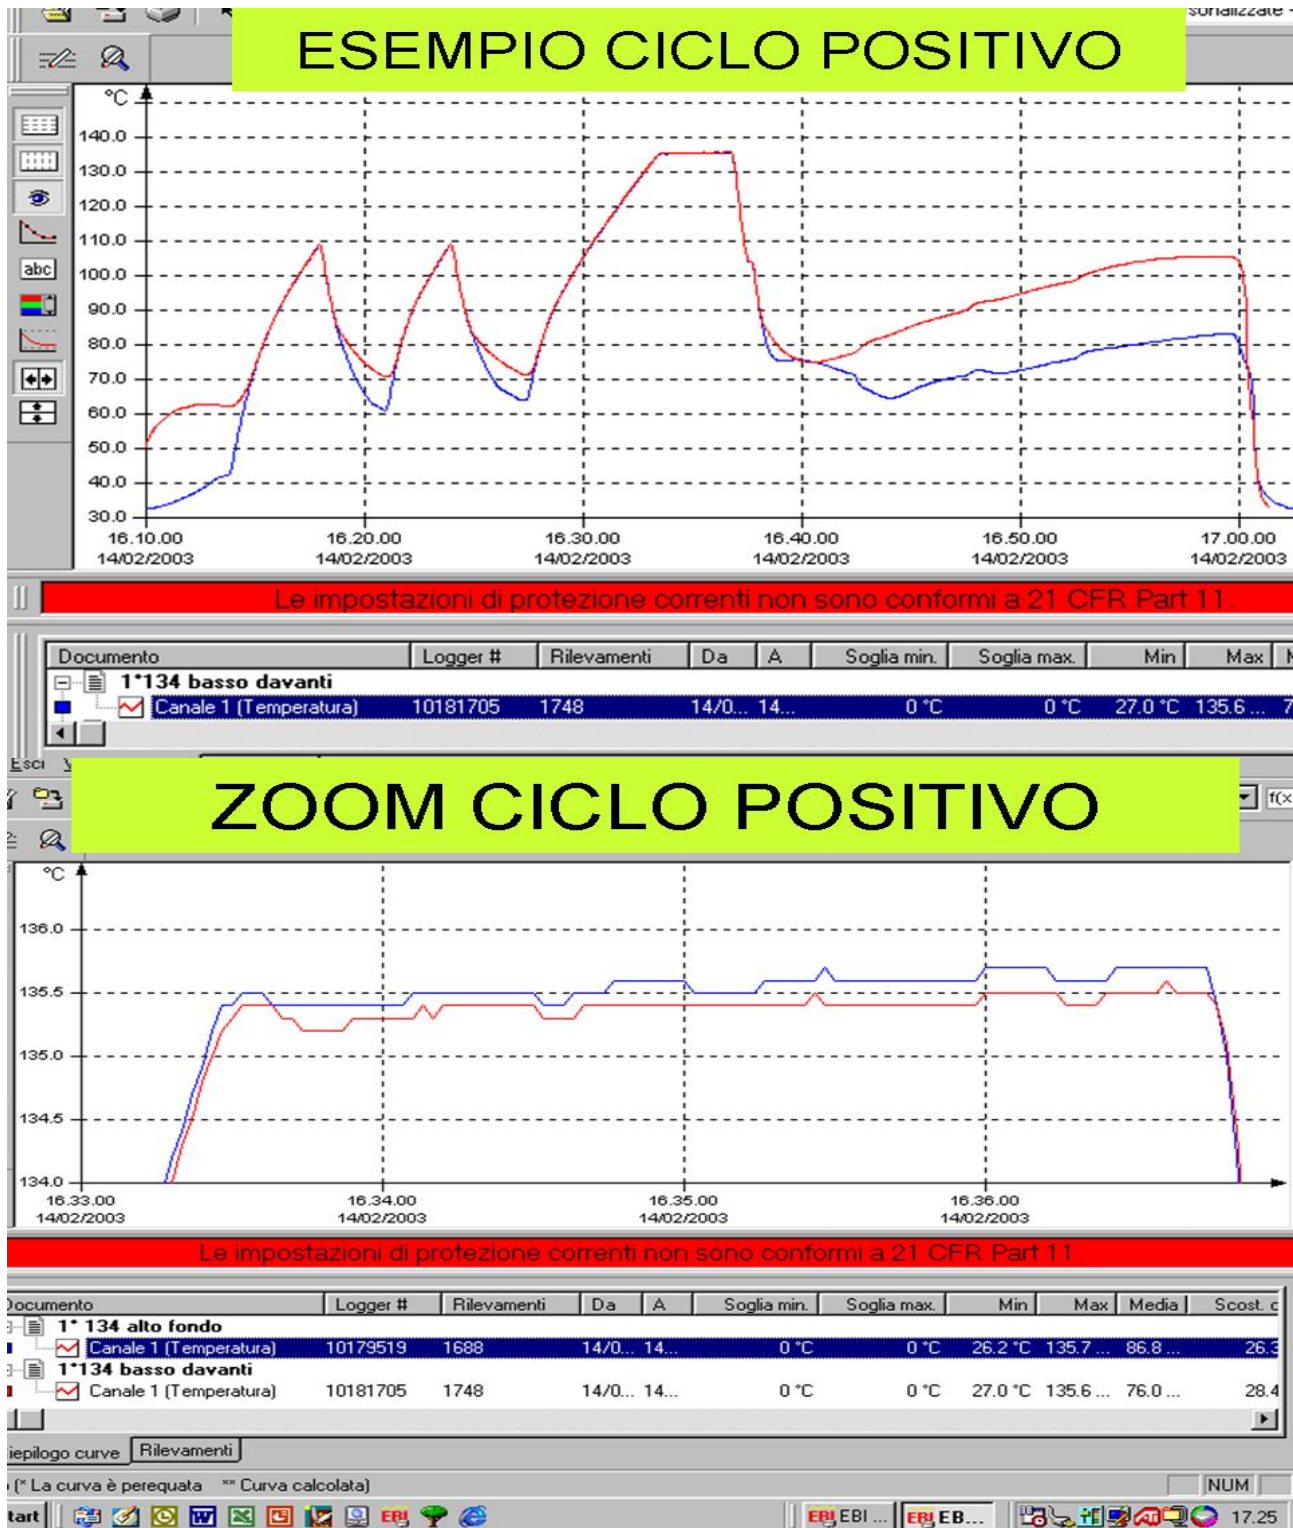 sonalizzate -
ESEMPIO CICLO POSITIVO
°C
140.0
130.0
120.0
110.0
abc
100.0
90.0
80.0
70.0
60.0
50.0
40.0
30.0
16.10.00 16.20.00 16.30.00 16.40.00 16.50.00 17.00.00
14/02/2003 14/02/2003 14/02/2003 14/02/2003 14/02/2003 14/02/2003
Le impostazioni di protezione correnti non sono conformi a 21 CFR Part 11.
Documento Logger # Rilevamenti Da A Soglia min. Soglia max. Min Max
1*134 basso davanti
Canale 1 (Temperatura) 10181705 1748 14/0... 14... 0 °C 0 °C 27.0 °C 135.6 ... 7
Esci
ZOOM CICLO POSITIVO
f(x
°C
136.0
135.5
135.0
134.5
134.0
16.33.00 16.34.00 16.35.00 16.36.00
14/02/2003 14/02/2003 14/02/2003 14/02/2003
Le impostazioni di protezione correnti non sono conformi a 21 CFR Part 11.
Documento Logger # Rilevamenti Da A Soglia min. Soglia max. Min Max Media Scost. c
1* 134 alto fondo
Canale 1 (Temperatura) 10179519 1688 14/0... 14... 0 °C 0 °C 26.2 °C 135.7 ... 86.8 ... 26.3
1*134 basso davanti
Canale 1 (Temperatura) 10181705 1748 14/0... 14... 0 °C 0 °C 27.0 °C 135.6 ... 76.0 ... 28.4
iepilogo curve Rilevamenti
(* La curva è perequata ** Curva calcolata) NUM
tart EBI EBI EBI ... EBI EB... 17.25